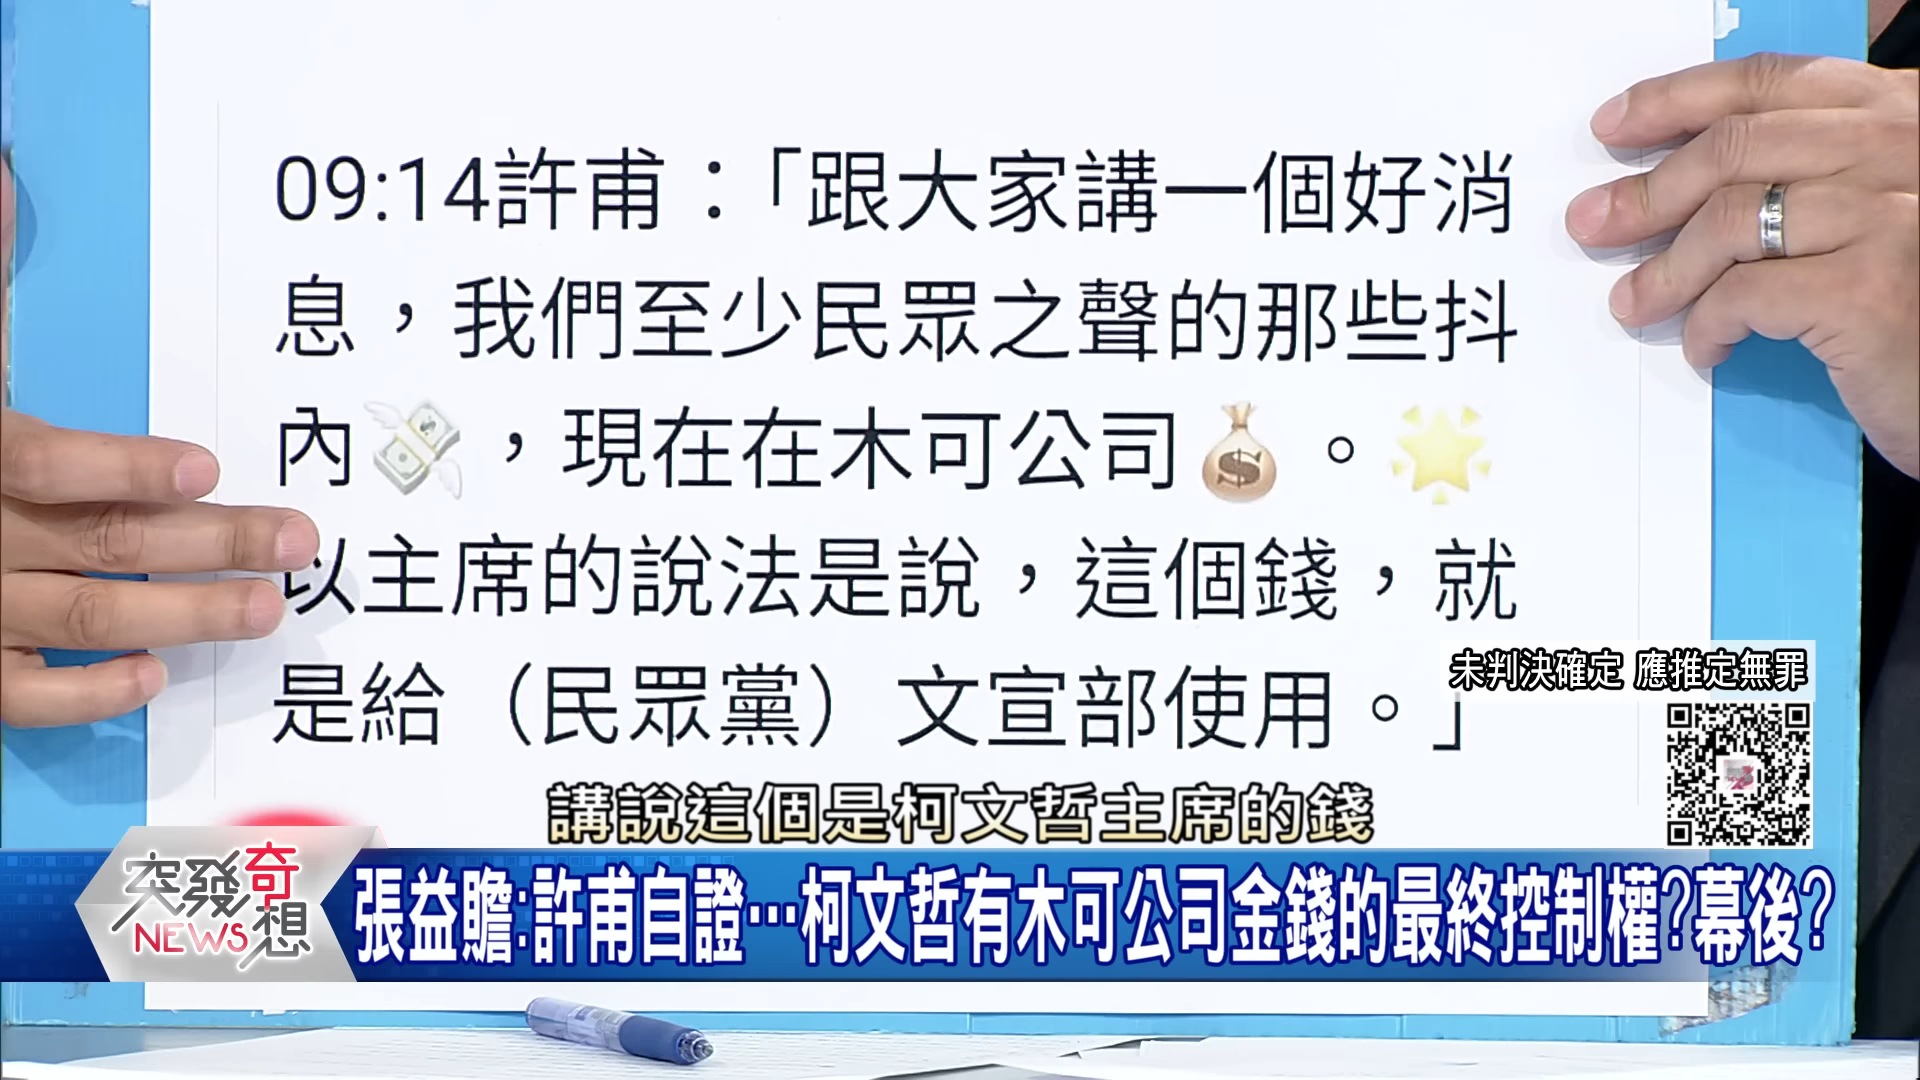 09:14許甫：「跟大家講一個好消
息，我們至少民眾之聲的那些抖
內💸，現在在木可公司💰。🌟
以主席的說法是說，這個錢，就
是給（民眾黨）文宣部使用。」
未判決確定 應推定無罪
講說這個是柯文哲主席的錢
突發奇想
NEWS
張益贍:許甫自證…柯文哲有木可公司金錢的最終控制權?幕後?